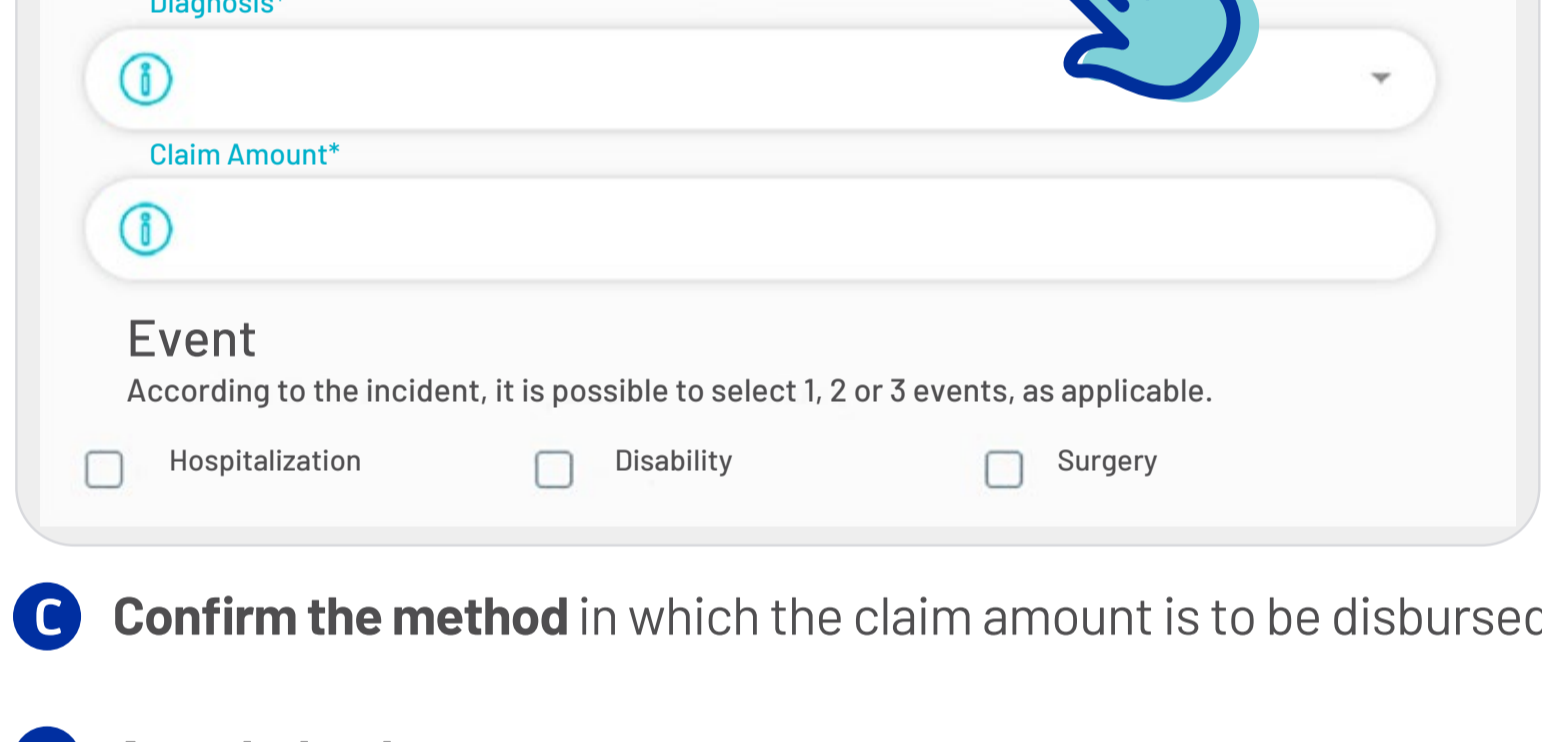 Diagnosis*
Claim Amount*
Event
According to the incident, it is possible to select 1, 2 or 3 events, as applicable.
Hospitalization Disability Surgery
C Confirm the method in which the claim amount is to be disbursed